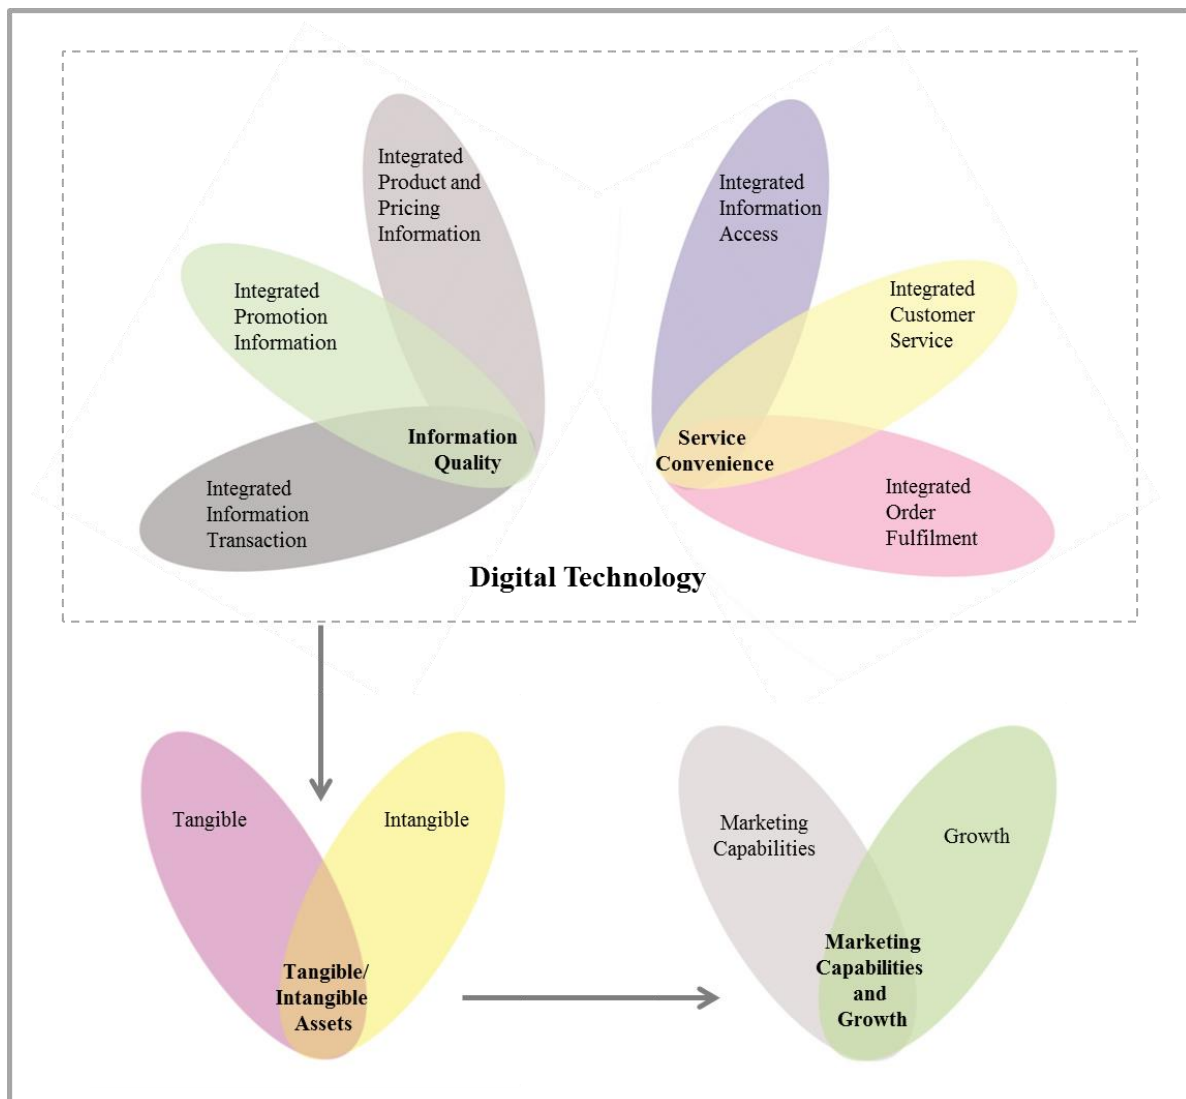 Integrated
Product and
Pricing
Information
Integrated
Promotion
Information
Integrated
Information
Transaction
Information
Quality
Integrated
Information
Access
Integrated
Customer
Service
Integrated
Order
Fulfilment
Service
Convenience
Digital Technology
Tangible
Intangible
Tangible/
Intangible
Assets
Marketing
Capabilities
Growth
Marketing
Capabilities
and
Growth